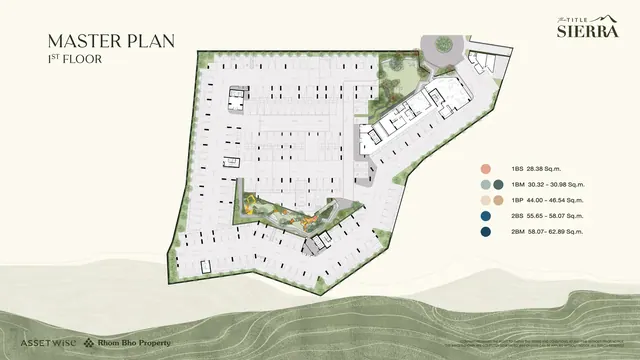 MASTER PLAN
1ST FLOOR
The TITLE
SIERRA
1BS 28.38 Sq.m.
1BM 30.32 - 30.98 Sq.m.
1BP 44.00 - 46.54 Sq.m.
2BS 55.65 - 58.07 Sq.m.
2BM 58.07- 62.89 Sq.m.
ASSETWISE
Rhom Bho Property